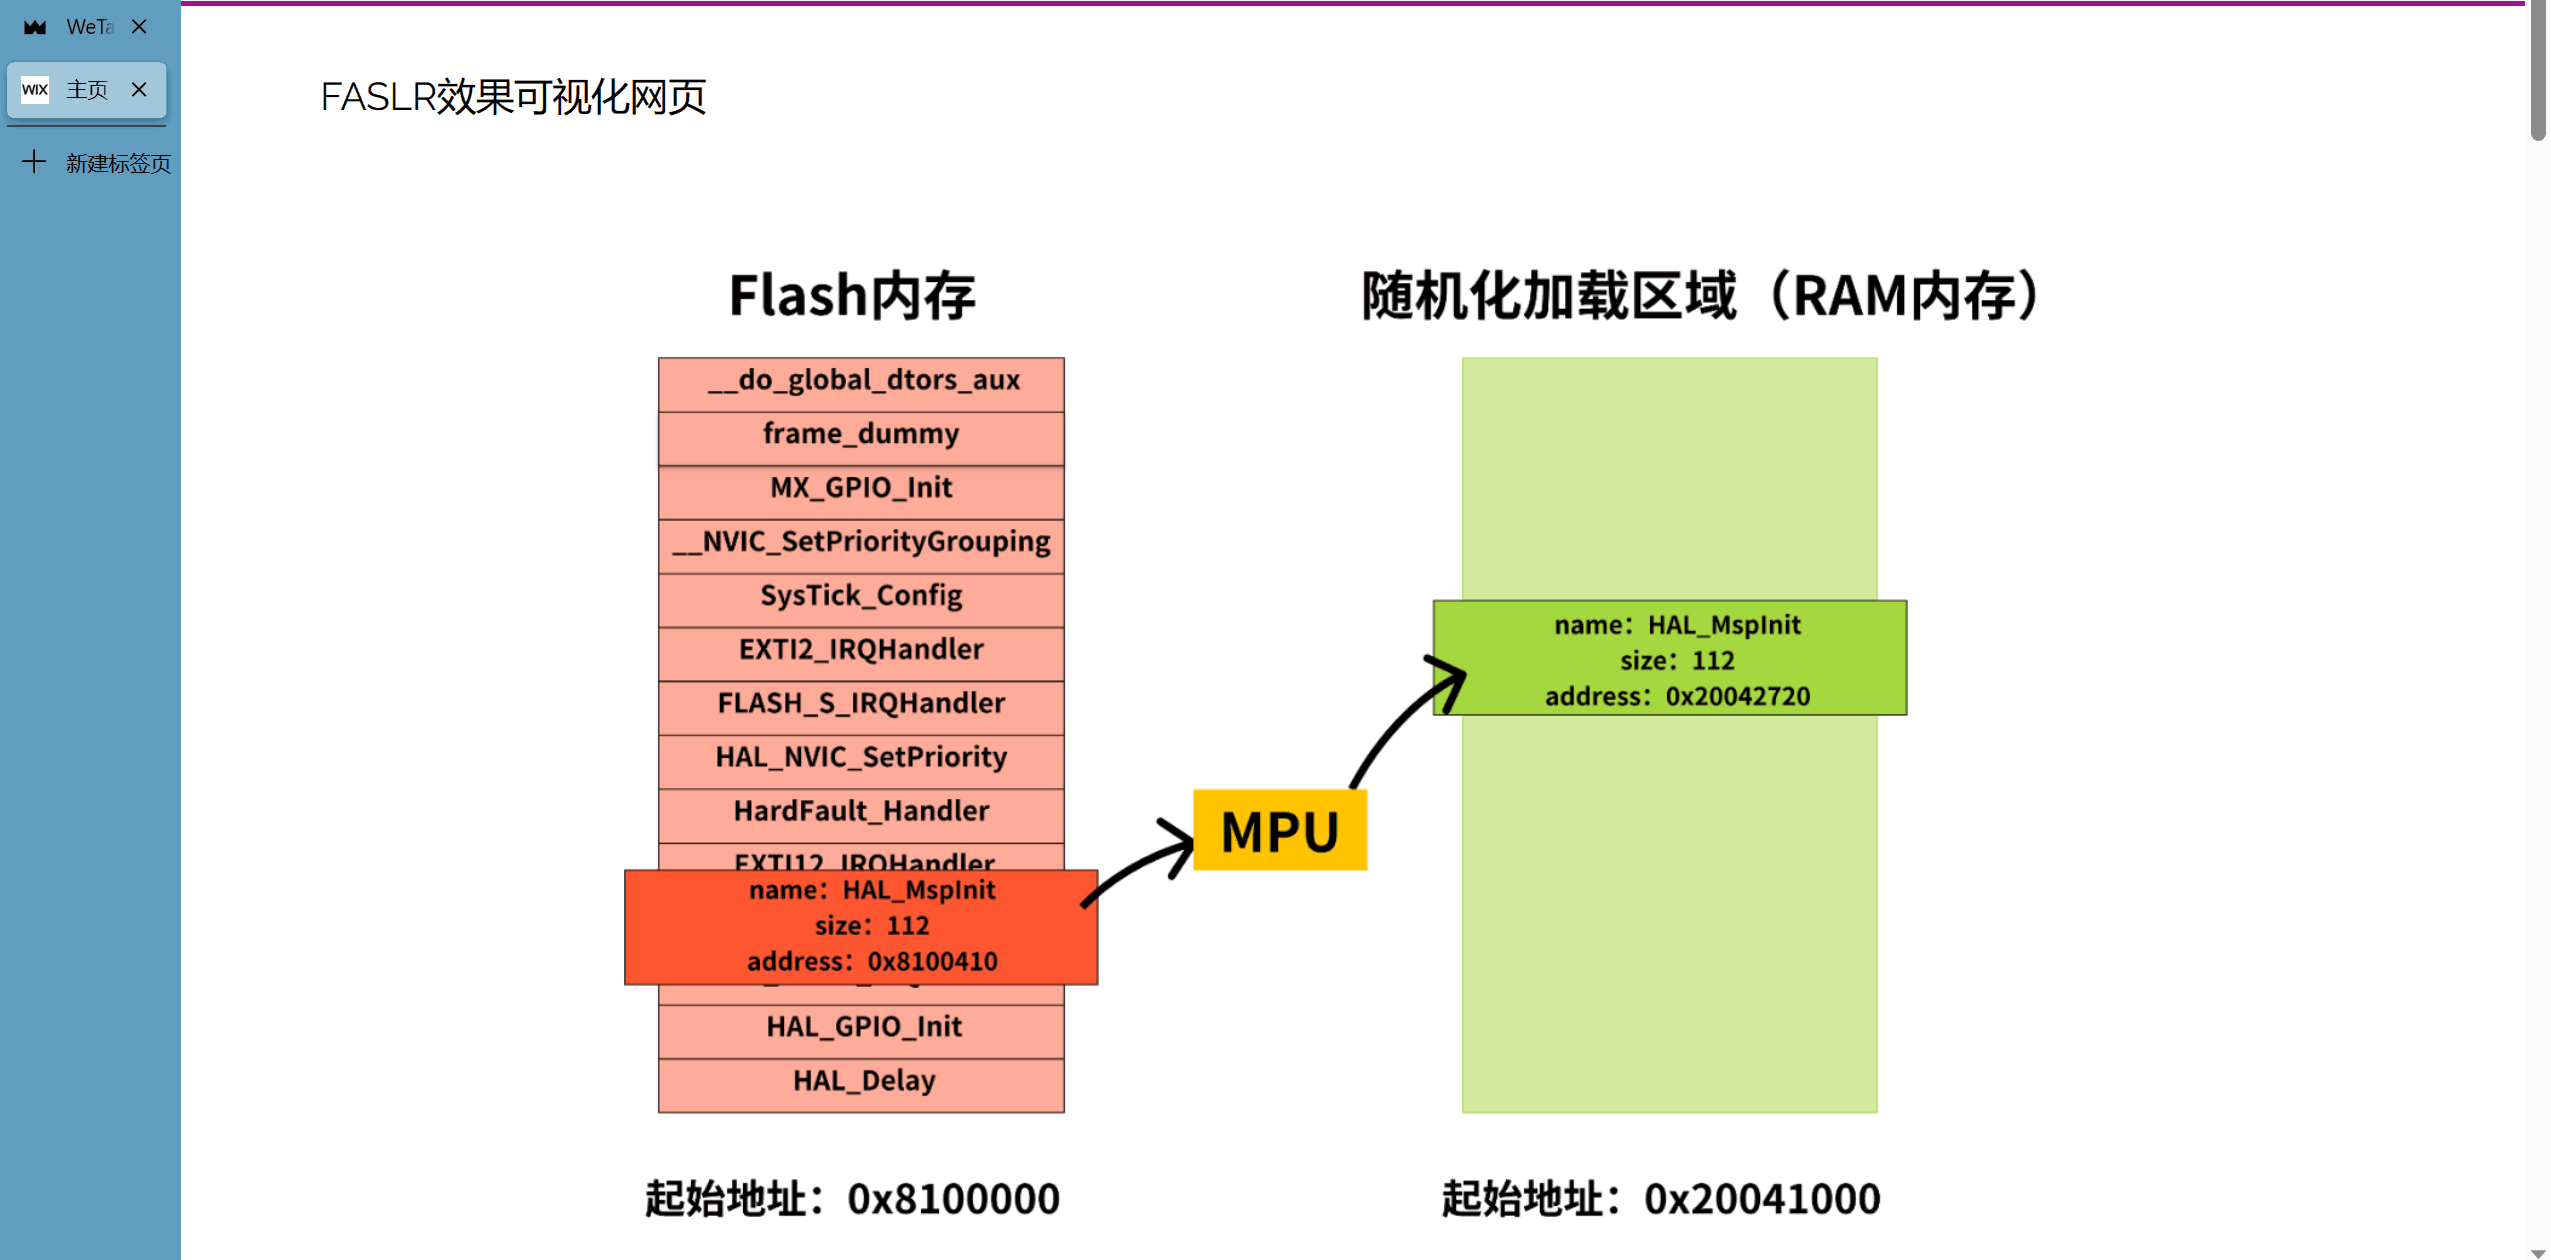 WeTa
WIX 主页
新建标签页
FASLR效果可视化网页
Flash内存
__do_global_dtors_aux
frame_dummy
MX_GPIO_Init
__NVIC_SetPriorityGrouping
SysTick_Config
EXTI2_IRQHandler
FLASH_S_IRQHandler
HAL_NVIC_SetPriority
HardFault_Handler
EXTI12_IRQHandler
name：HAL_MspInit
size：112
address：0x8100410
HAL_GPIO_Init
HAL_Delay
起始地址：0x8100000
MPU
随机化加载区域（RAM内存）
name：HAL_MspInit
size：112
address：0x20042720
起始地址：0x20041000